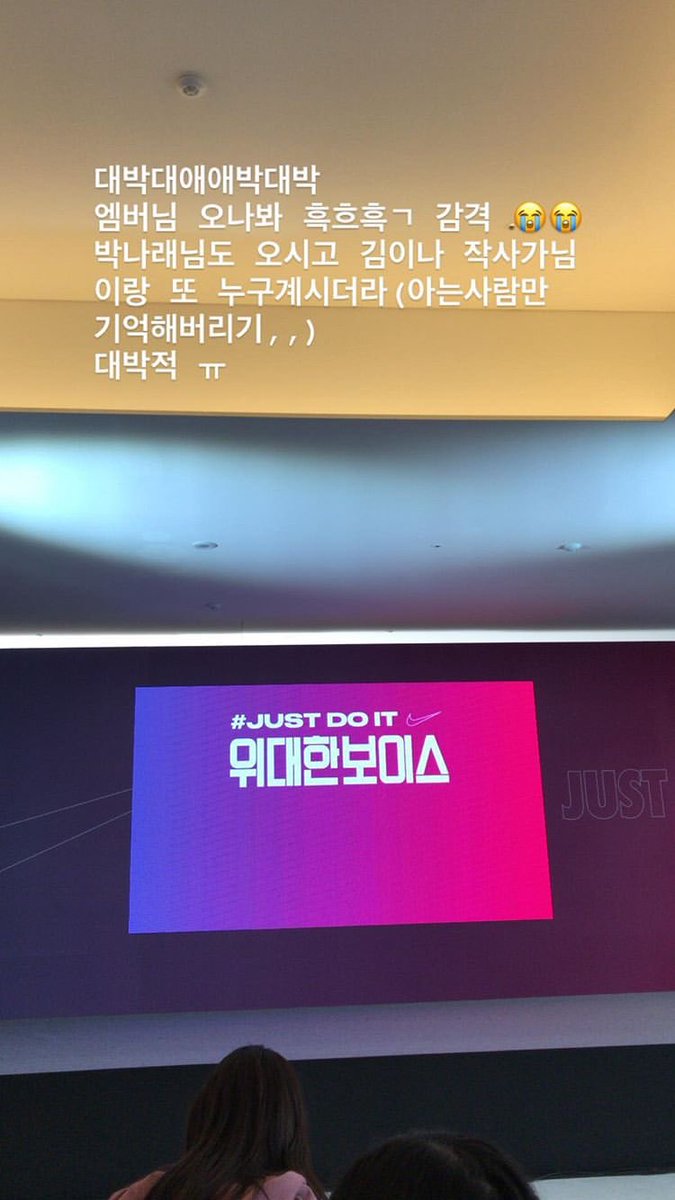 대박대애애박대박
엠버님 오나봐 흑흐흑ㄱ 감격 .😭😭
박나래님도 오시고 김이나 작사가님
이랑 또 누구계시더라(아는사람만
기억해버리기,,)
대박적 ㅠ
#JUST DO IT
위대한보이스
JUST